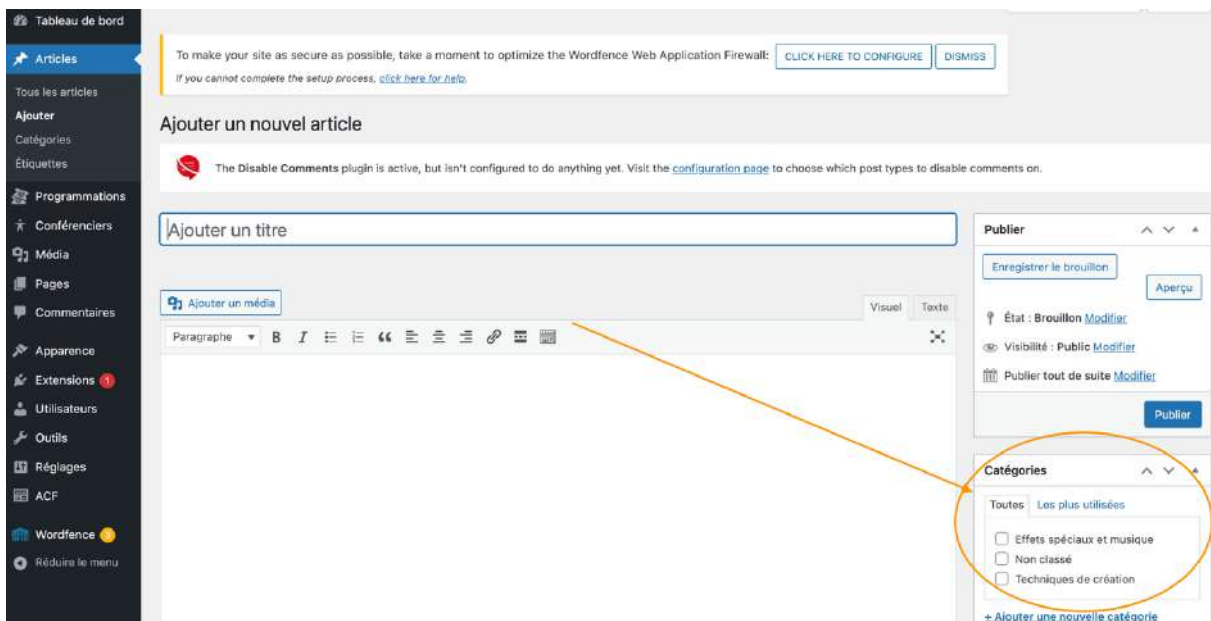 Tableau de bord
Articles
Tous les articles
Ajouter
Catégories
Étiquettes
Programmations
Conférenciers
Média
Pages
Commentaires
Apparence
Extensions 1
Utilisateurs
Outils
Réglages
ACF
Wordfence 3
Réduire le menu
To make your site as secure as possible, take a moment to optimize the Wordfence Web Application Firewall: CLICK HERE TO CONFIGURE DISMISS
If you cannot complete the setup process, click here for help.
Ajouter un nouvel article
The Disable Comments plugin is active, but isn't configured to do anything yet. Visit the configuration page to choose which post types to disable comments on.
Ajouter un titre
Ajouter un média
Visuel Texte
Paragraphe B I
Publier
Enregistrer le brouillon
Aperçu
État : Brouillon Modifier
Visibilité : Public Modifier
Publier tout de suite Modifier
Publier
Catégories
Toutes Les plus utilisées
Effets spéciaux et musique
Non classé
Techniques de création
+ Ajouter une nouvelle catégorie